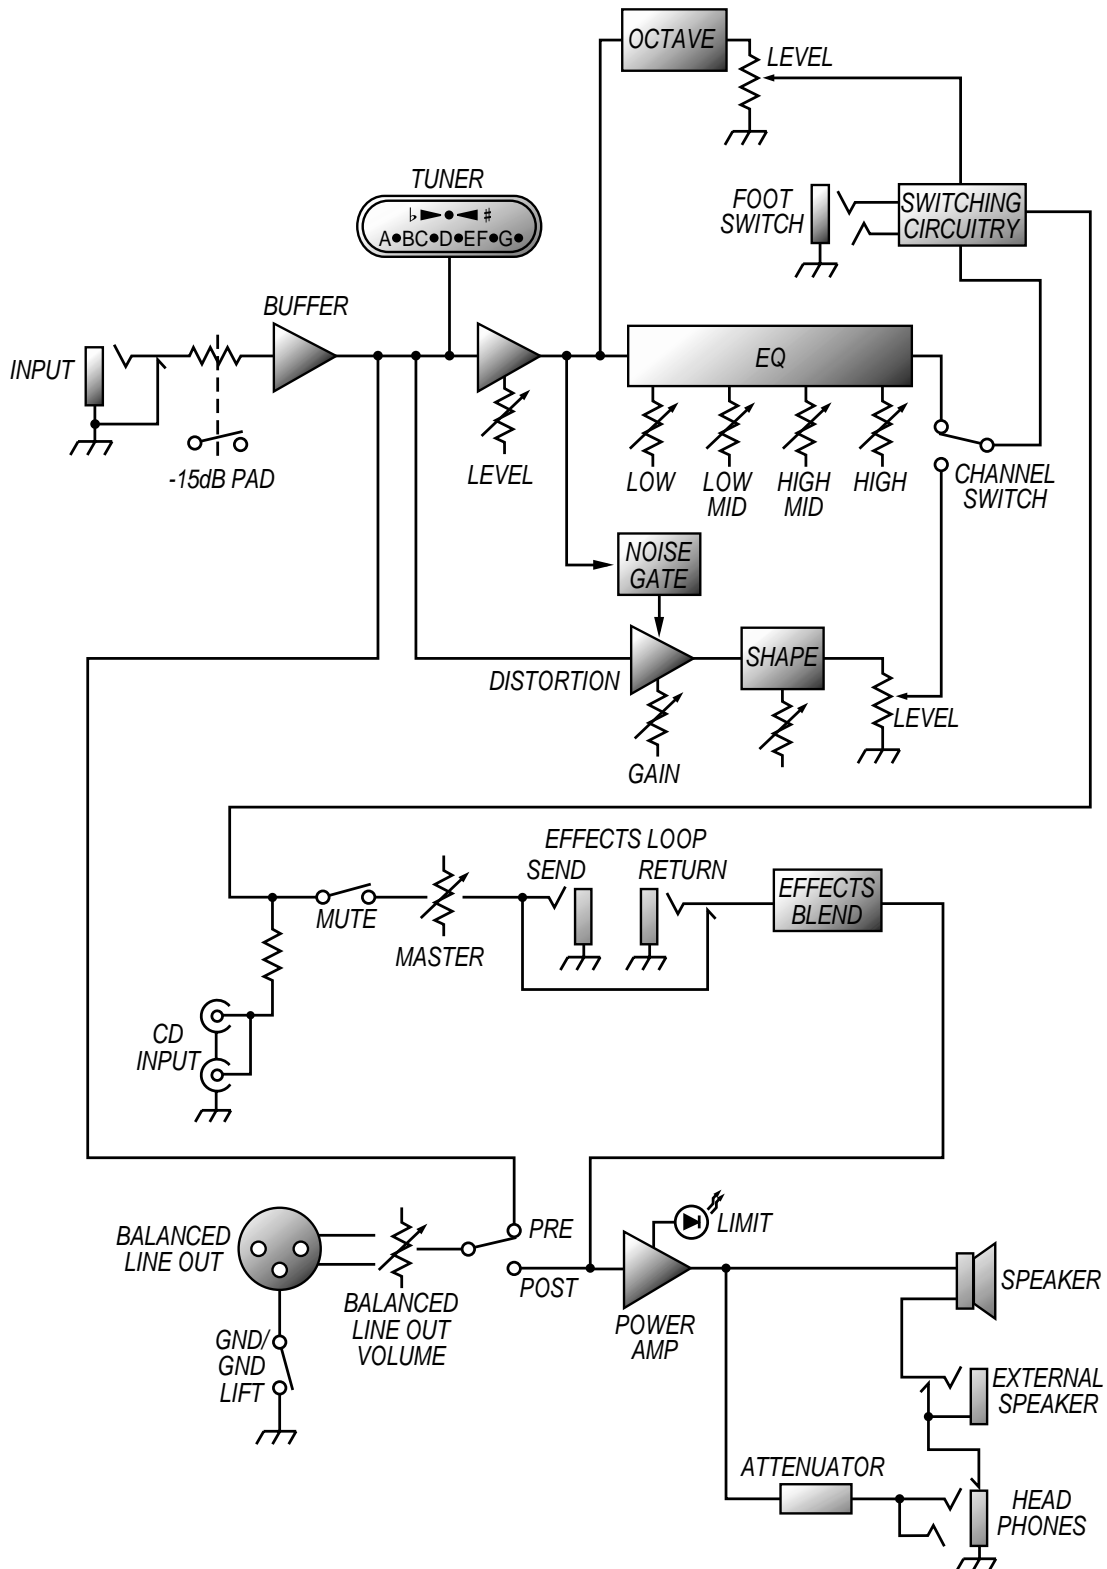 OCTAVE
LEVEL
TUNER
♭ ►●◄ ♯
A●BC●D●EF●G●
FOOT
SWITCH
SWITCHING
CIRCUITRY
BUFFER
INPUT
-15dB PAD
LEVEL
EQ
LOW
LOW
MID
HIGH
MID
HIGH
CHANNEL
SWITCH
NOISE
GATE
DISTORTION
SHAPE
LEVEL
GAIN
EFFECTS LOOP
SEND
RETURN
EFFECTS
BLEND
MUTE
MASTER
CD
INPUT
BALANCED
LINE OUT
PRE
POST
BALANCED
LINE OUT
VOLUME
GND/
GND
LIFT
LIMIT
POWER
AMP
SPEAKER
EXTERNAL
SPEAKER
ATTENUATOR
HEAD
PHONES